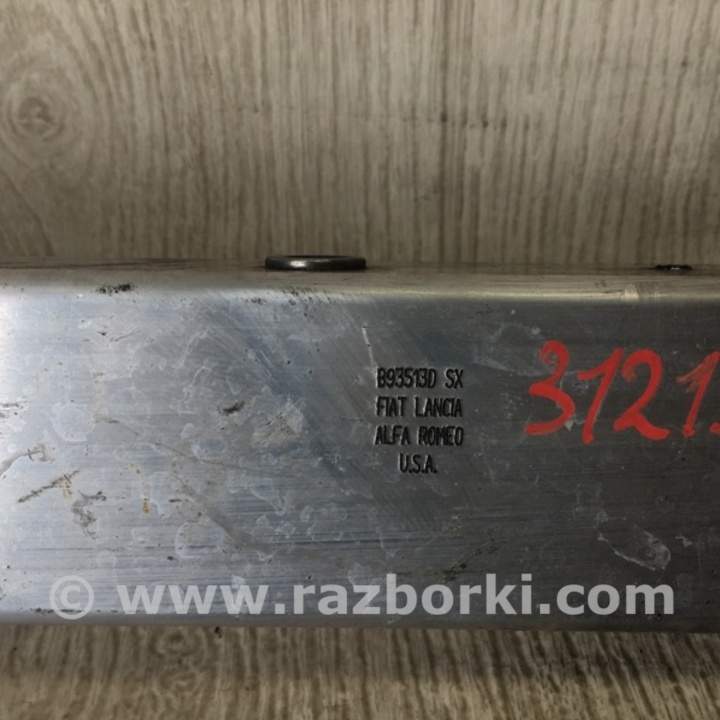 B93513D SX
FIAT LANCIA
ALFA ROMEO
U.S.A.
3121
© www.razborki.com